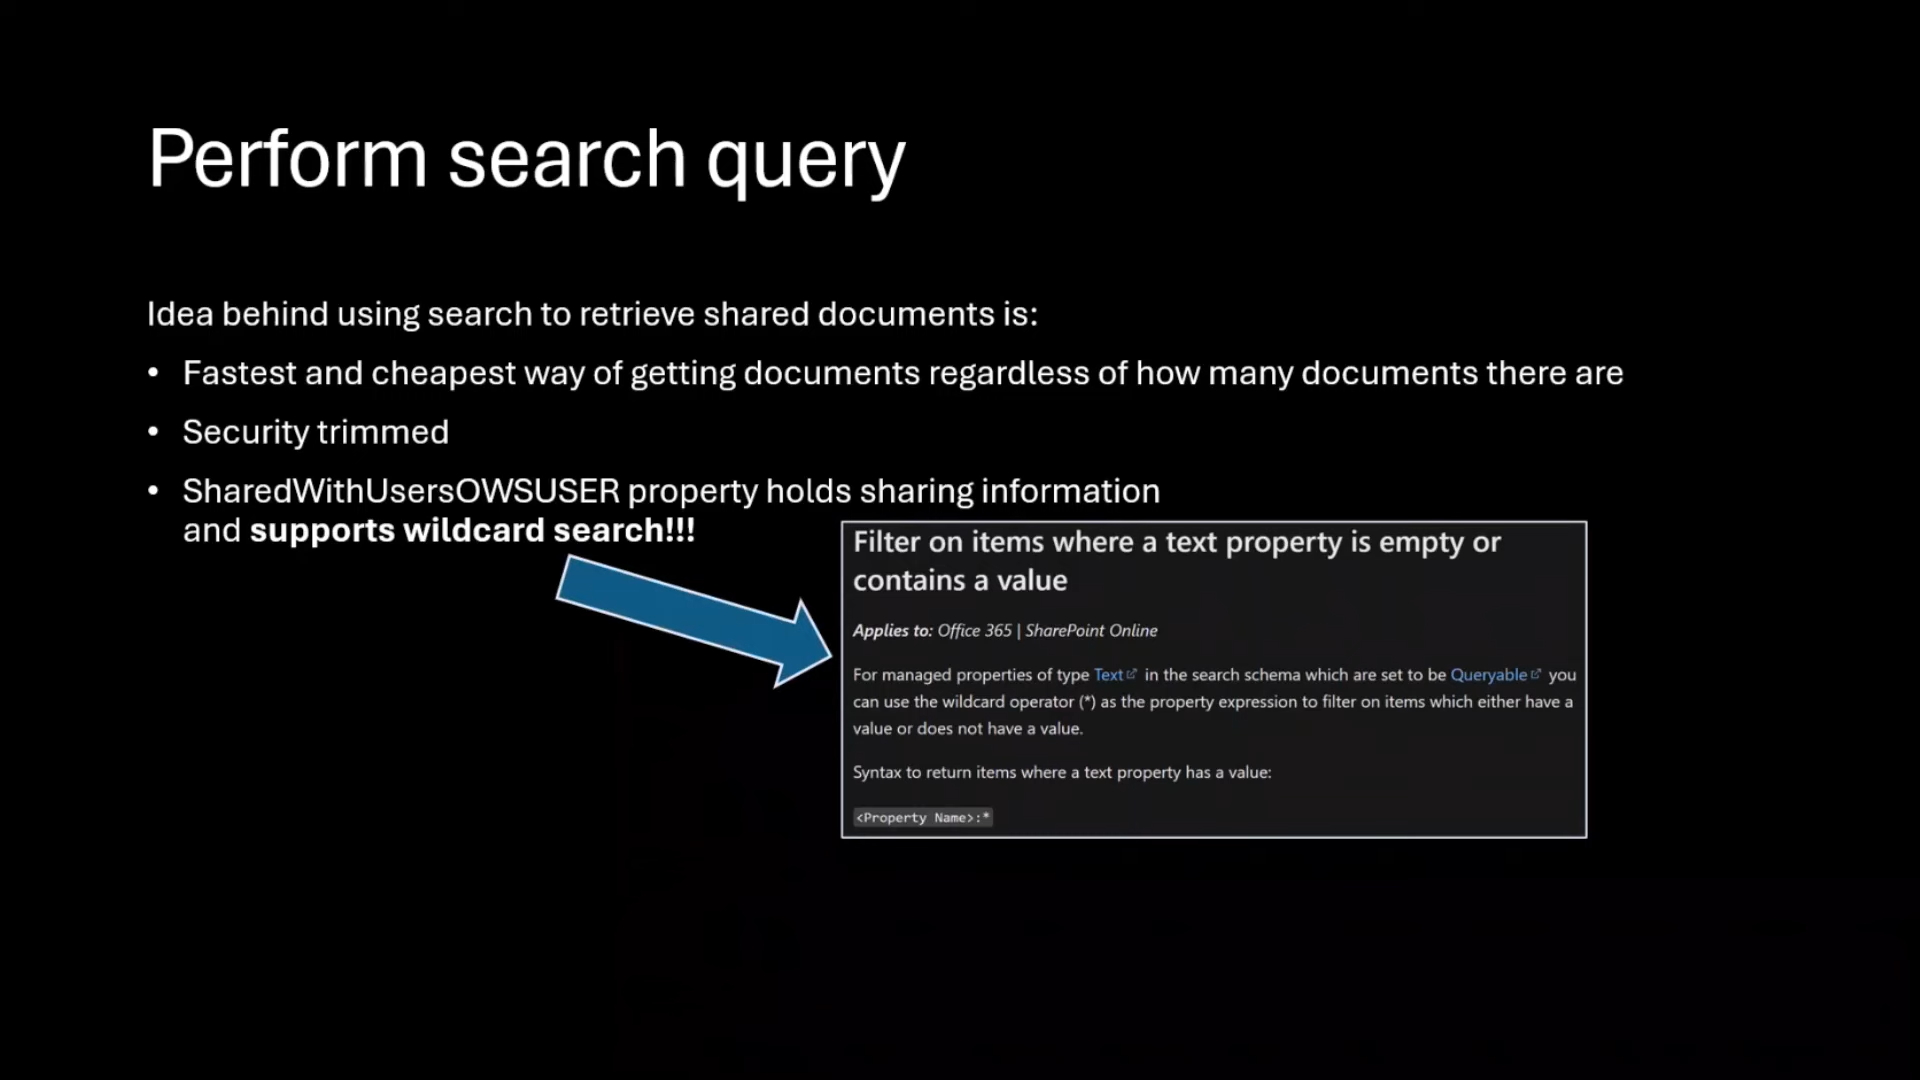 Perform search query
Idea behind using search to retrieve shared documents is:
• Fastest and cheapest way of getting documents regardless of how many documents there are
• Security trimmed
• SharedWithUsersOWSUSER property holds sharing information
and supports wildcard search!!!
Filter on items where a text property is empty or
contains a value
Applies to: Office 365 | SharePoint Online
For managed properties of type Text in the search schema which are set to be Queryable you
can use the wildcard operator (*) as the property expression to filter on items which either have a
value or does not have a value.
Syntax to return items where a text property has a value:
<Property Name>:*